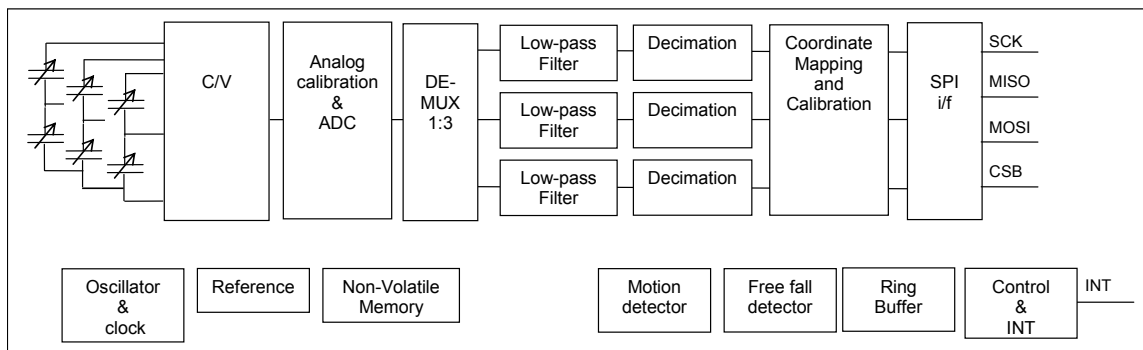 C/V
Analog
calibration
&
ADC
DE-
MUX
1:3
Low-pass
Filter
Decimation
Low-pass
Filter
Decimation
Low-pass
Filter
Decimation
Coordinate
Mapping
and
Calibration
SPI
i/f
SCK
MISO
MOSI
CSB
Oscillator
&
clock
Reference
Non-Volatile
Memory
Motion
detector
Free fall
detector
Ring
Buffer
Control
&
INT
INT